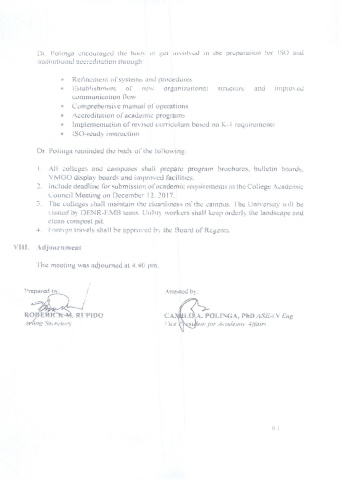 Dr. Polinga encouraged the body to get involved in the preparation for ISO and
institutional accreditation through
• Refinement of systems and procedures
• Establishment of new organizational structure and improved
communication flow
• Comprehensive manual of operations
• Accreditation of academic programs
• Implementation of revised curriculum based on K-12 requirements
• ISO-ready instruction
Dr. Polinga reminded the body of the following:
1. All colleges and campuses shall prepare program brochures, bulletin boards,
VMGO display boards and improved facilities.
2. Include deadline for submission of academic requirements in the College Academic
Council Meeting on December 12, 2017.
3. The colleges shall maintain the cleanliness of the campus. The University will be
visited by DENR-EMB team. Utility workers shall keep orderly the landscape and
clean compost pit.
4. Foreign travels shall be approved by the Board of Regents.
VIII. Adjournment
The meeting was adjourned at 4:40 pm.
Prepared by: Attested by:
RODERICK M. RUPIDO CAMILO A. POLINGA, PhD ASEAN Eng
Acting Secretary Vice President for Academic Affairs